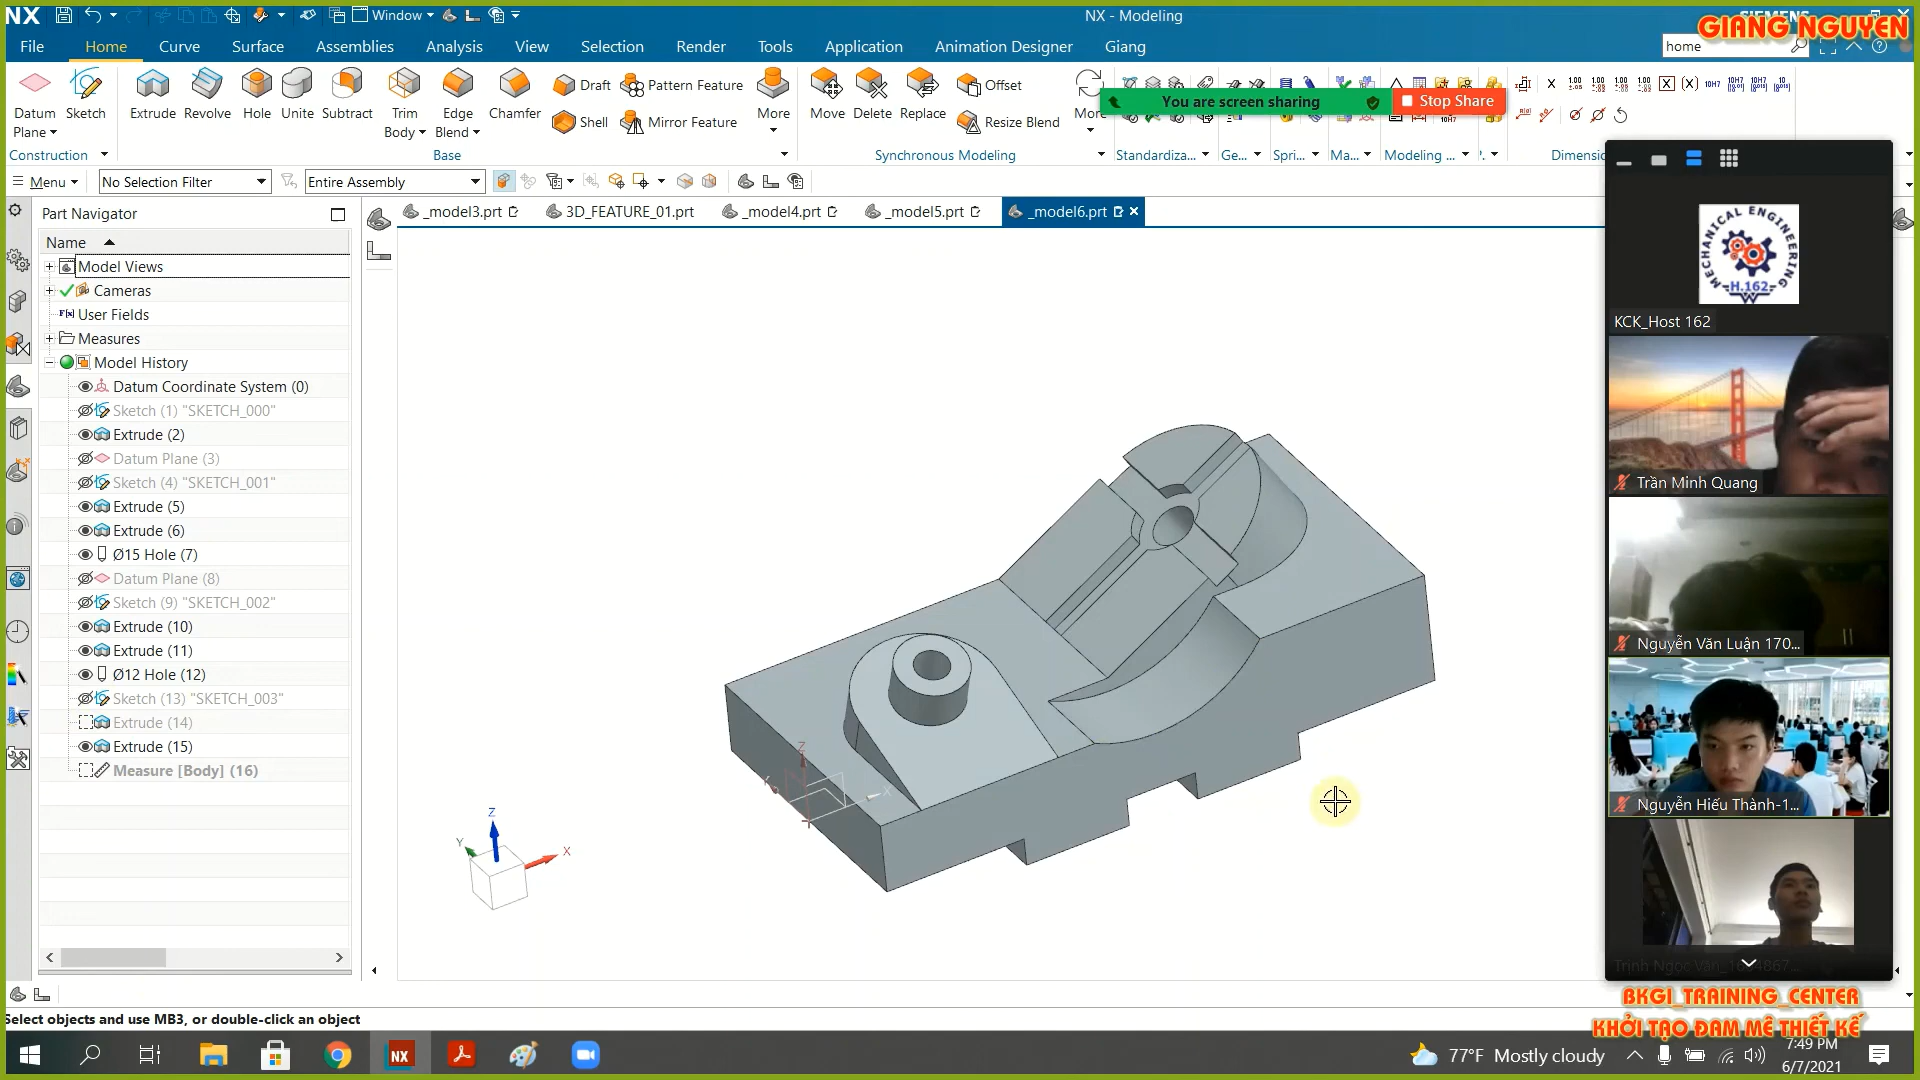 NX
Window
NX - Modeling
SIEMENS
GIANG NGUYEN
File
Home
Curve
Surface
Assemblies
Analysis
View
Selection
Render
Tools
Application
Animation Designer
Giang
home
Datum Plane
Sketch
Extrude
Revolve
Hole
Unite
Subtract
Trim Body
Edge Blend
Chamfer
Draft
Shell
Pattern Feature
Mirror Feature
More
Move
Delete
Replace
Offset
Resize Blend
More
You are screen sharing
Stop Share
Construction
Base
Synchronous Modeling
Standardiza...
Ge...
Spri...
Ma...
Modeling ...
Dimensio
Menu
No Selection Filter
Entire Assembly
Part Navigator
_model3.prt
3D_FEATURE_01.prt
_model4.prt
_model5.prt
_model6.prt
Name
Model Views
Cameras
User Fields
Measures
Model History
Datum Coordinate System (0)
Sketch (1) "SKETCH_000"
Extrude (2)
Datum Plane (3)
Sketch (4) "SKETCH_001"
Extrude (5)
Extrude (6)
Ø15 Hole (7)
Datum Plane (8)
Sketch (9) "SKETCH_002"
Extrude (10)
Extrude (11)
Ø12 Hole (12)
Sketch (13) "SKETCH_003"
Extrude (14)
Extrude (15)
Measure [Body] (16)
Z
Y
X
Z
X
MECHANICAL ENGINEERING
H.162
KCK_Host 162
Trần Minh Quang
Nguyễn Văn Luận 170...
Nguyễn Hiếu Thành-1...
BKGI_TRAINING_CENTER
KHỞI TẠO ĐAM MÊ THIẾT KẾ
Select objects and use MB3, or double-click an object
NX
77°F Mostly cloudy
7:49 PM
6/7/2021